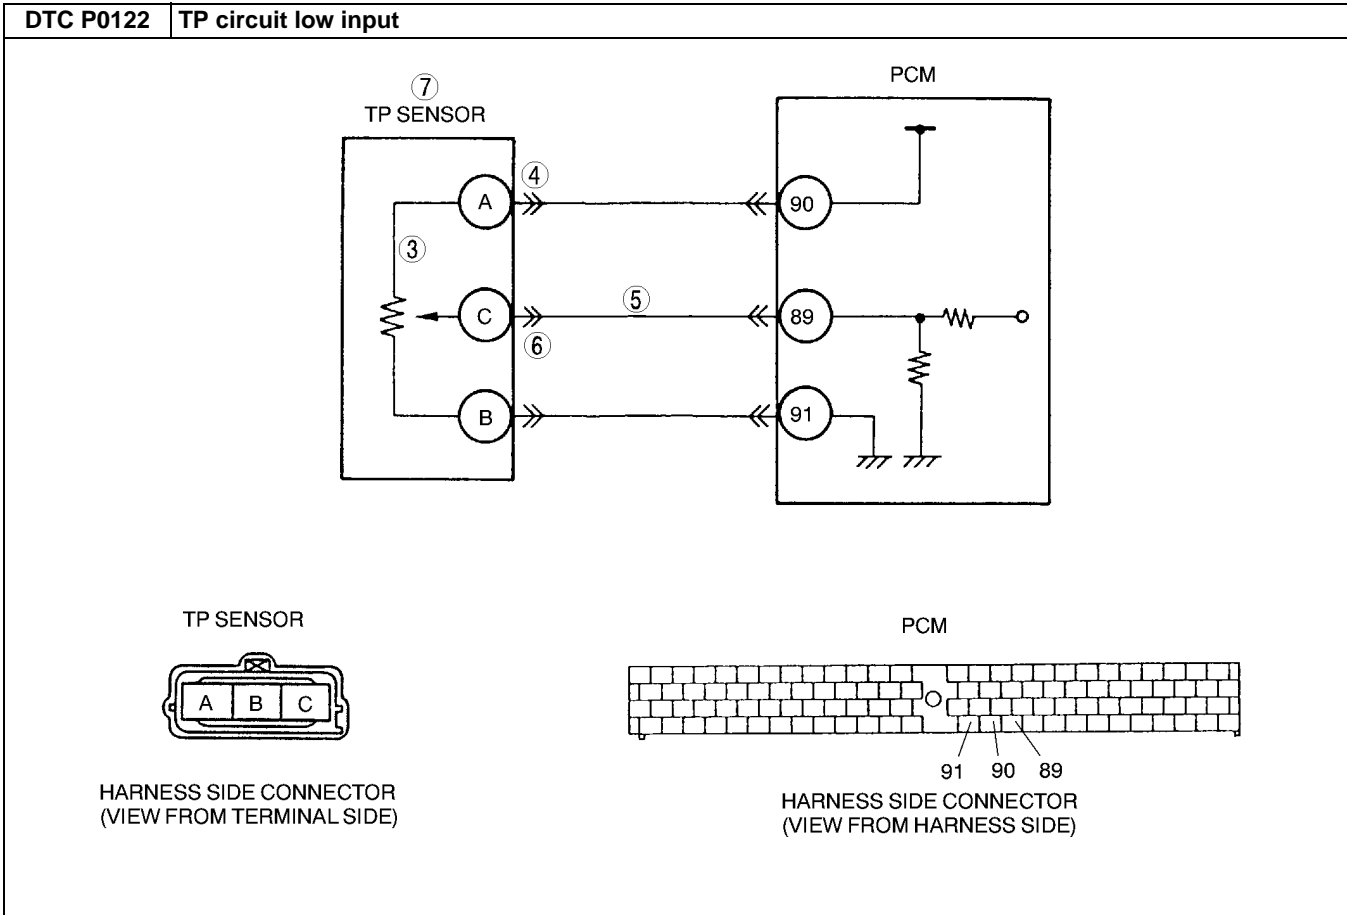 DTC P0122 TP circuit low input
⑦
TP SENSOR
PCM
A
④
90
③
C
⑤
89
⑥
B
91
TP SENSOR
A B C
HARNESS SIDE CONNECTOR
(VIEW FROM TERMINAL SIDE)
PCM
91 90 89
HARNESS SIDE CONNECTOR
(VIEW FROM HARNESS SIDE)